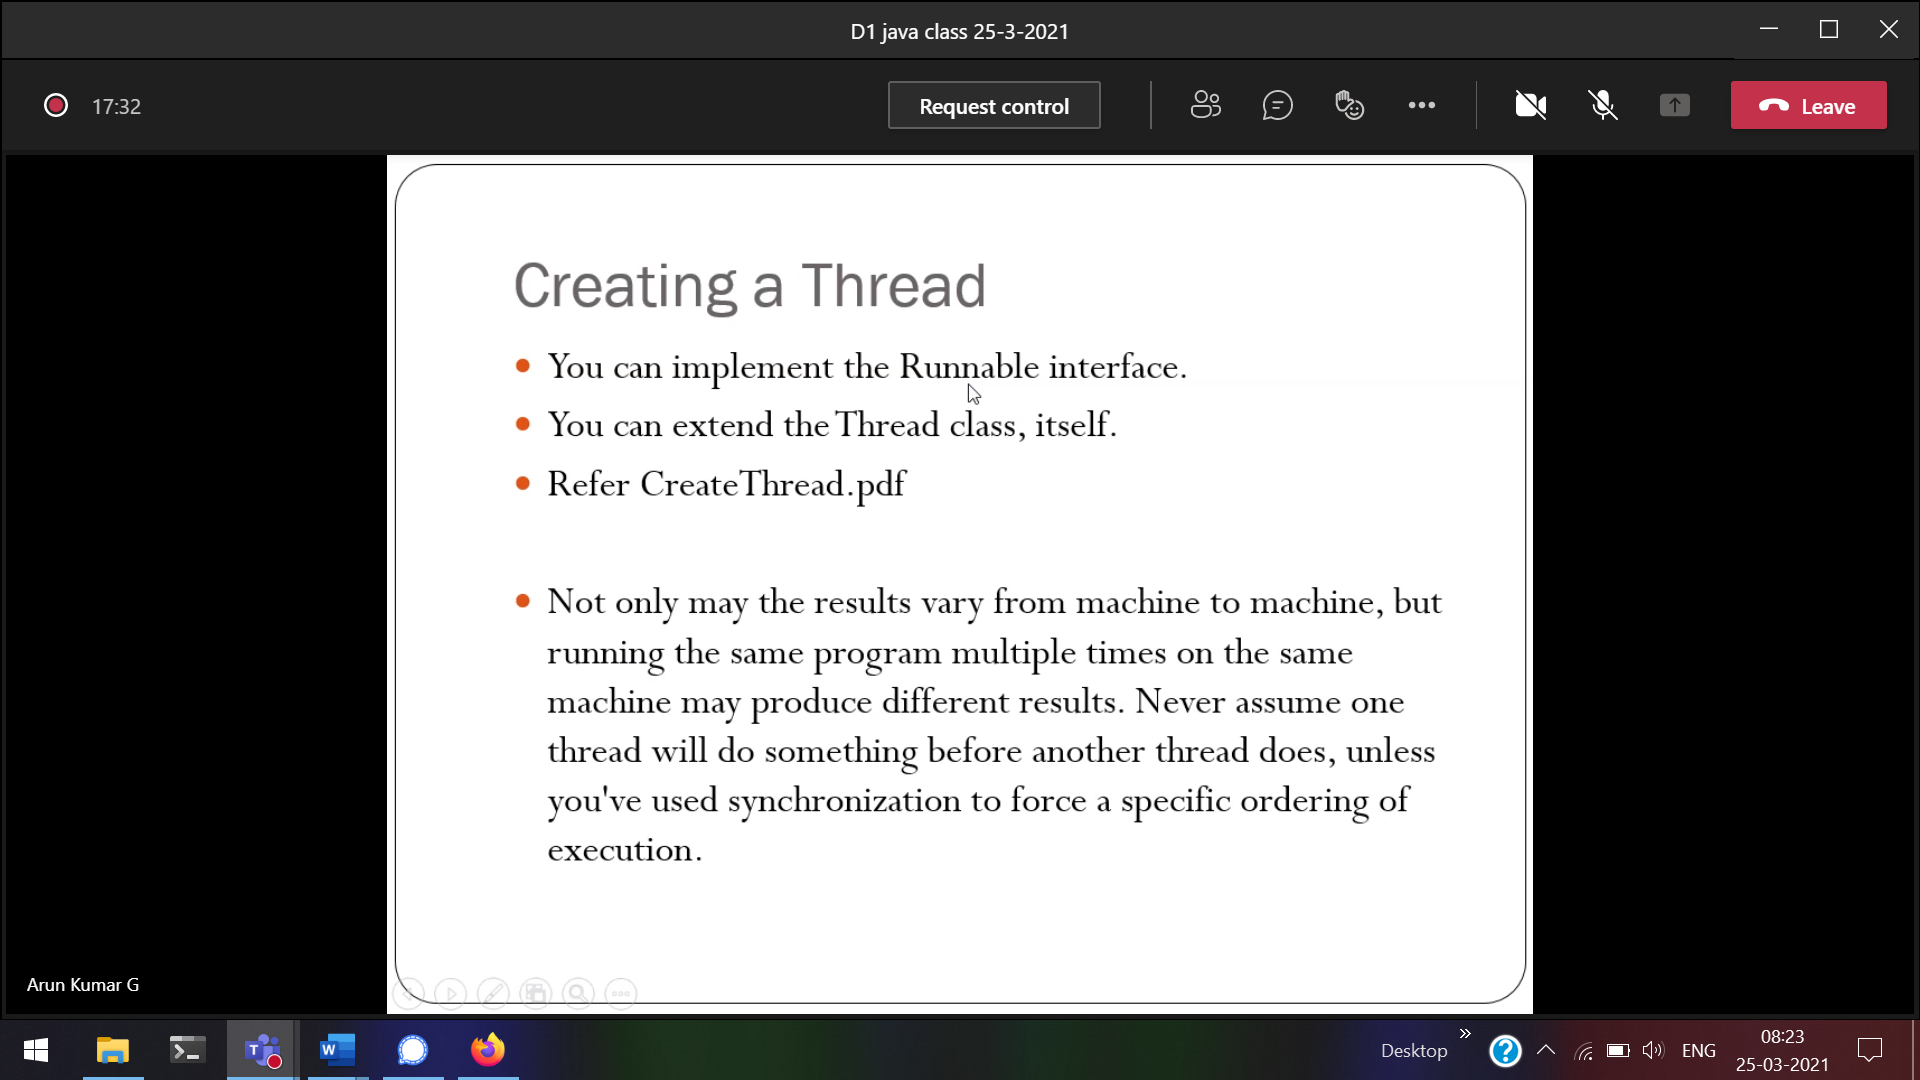 D1 java class 25-3-2021
17:32
Request control
Leave
Creating a Thread
You can implement the Runnable interface.
You can extend the Thread class, itself.
Refer CreateThread.pdf
Not only may the results vary from machine to machine, but
running the same program multiple times on the same
machine may produce different results. Never assume one
thread will do something before another thread does, unless
you've used synchronization to force a specific ordering of
execution.
Arun Kumar G
Desktop
ENG
08:23
25-03-2021